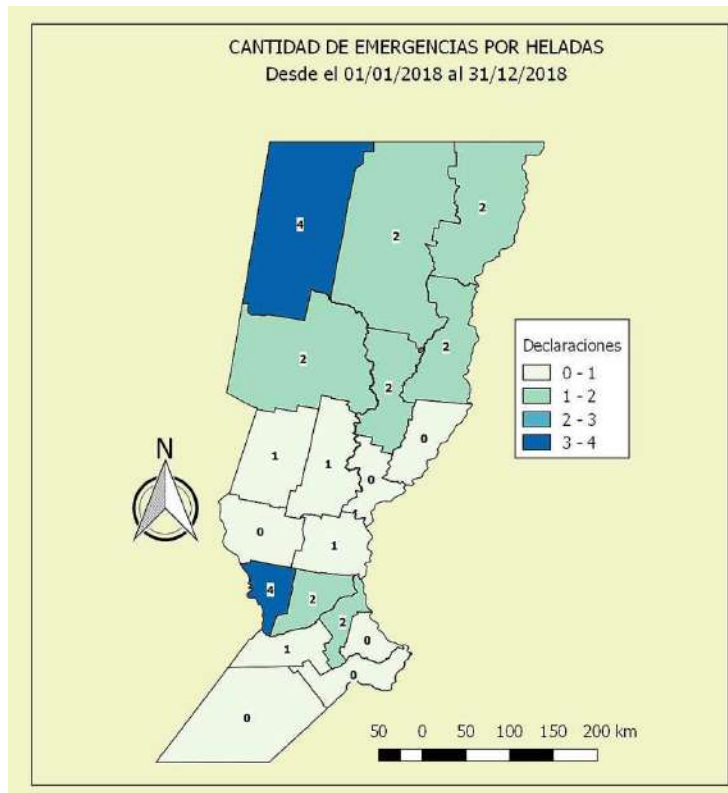 CANTIDAD DE EMERGENCIAS POR HELADAS
Desde el 01/01/2018 al 31/12/2018
4
2
2
2
2
2
Declaraciones
0 - 1
1 - 2
2 - 3
3 - 4
0
1
1
0
N
0
1
4
2
2
0
1
0
0
50 0 50 100 150 200 km